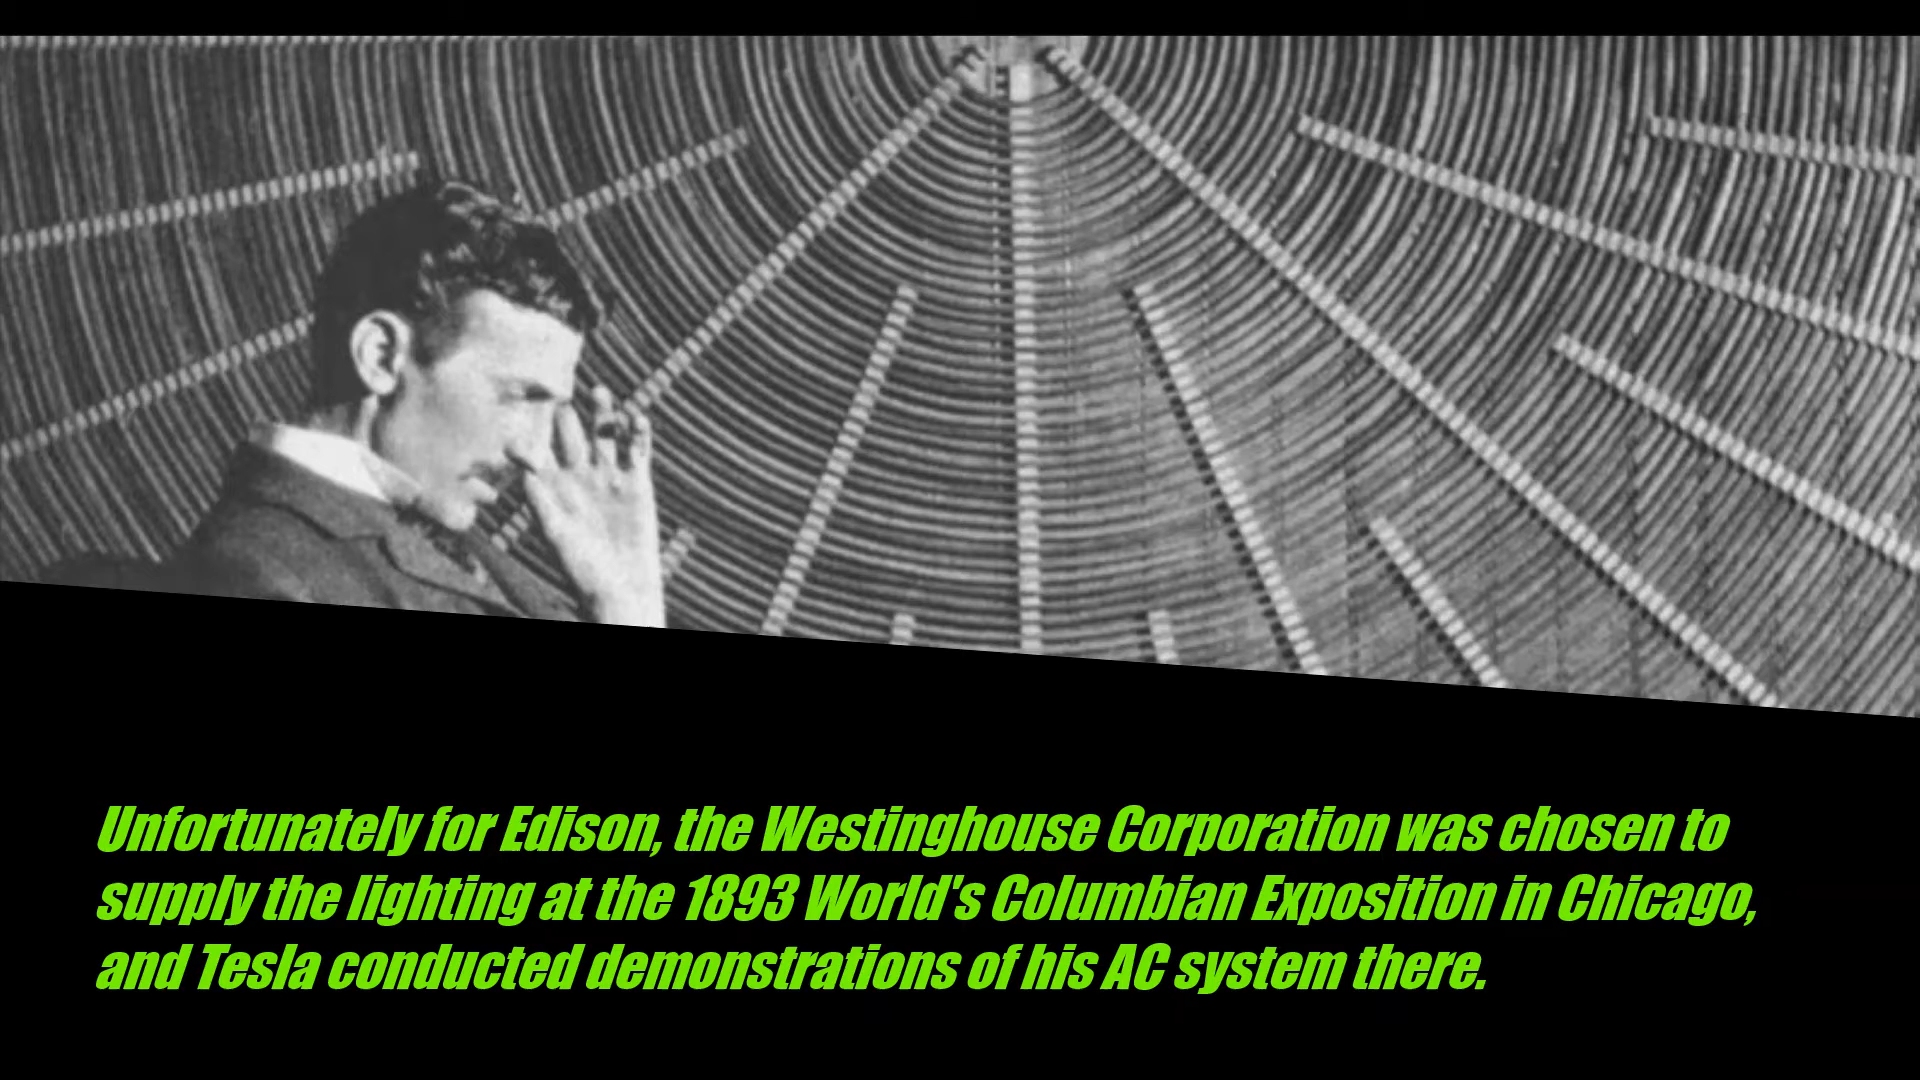 Unfortunately for Edison, the Westinghouse Corporation was chosen to
supply the lighting at the 1893 World's Columbian Exposition in Chicago,
and Tesla conducted demonstrations of his AC system there.